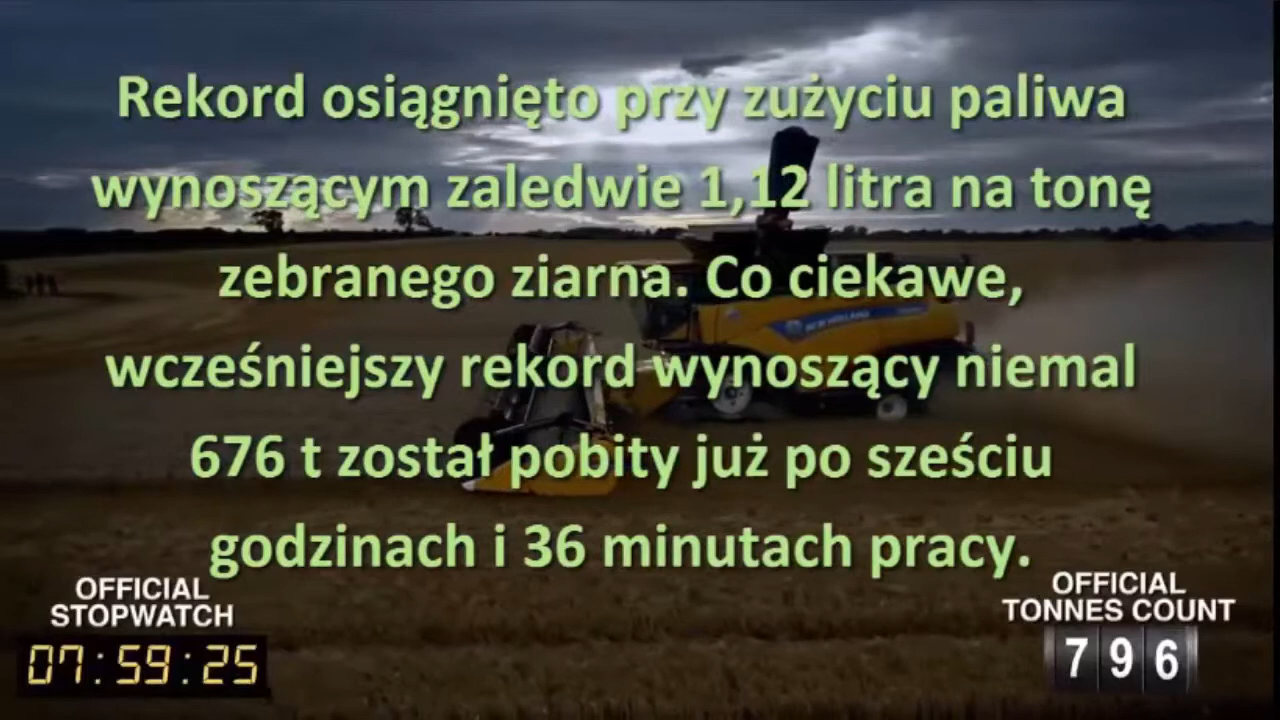 Rekord osiągnięto przy zużyciu paliwa
wynoszącym zaledwie 1,12 litra na tonę
zebranego ziarna. Co ciekawe,
NEW HOLLAND
wcześniejszy rekord wynoszący niemal
676 t został pobity już po sześciu
godzinach i 36 minutach pracy.
OFFICIAL
STOPWATCH
07:59:25
OFFICIAL
TONNES COUNT
796